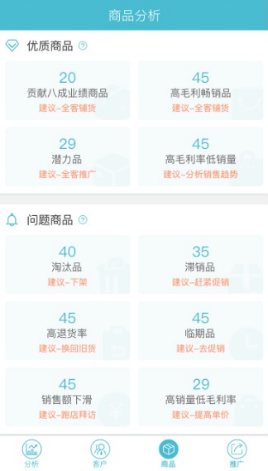 商品分析
优质商品
20
贡献八成业绩商品
建议-全客铺货
45
高毛利畅销品
建议-全客铺货
29
潜力品
建议-全客推广
45
高毛利率低销量
建议-分析销售趋势
问题商品
40
淘汰品
建议-下架
35
滞销品
建议-赶紧促销
45
高退货率
建议-换回旧货
45
临期品
建议-去促销
45
销售额下滑
建议-跑店拜访
29
高销量低毛利率
建议-提高单价
分析
客户
商品
推广